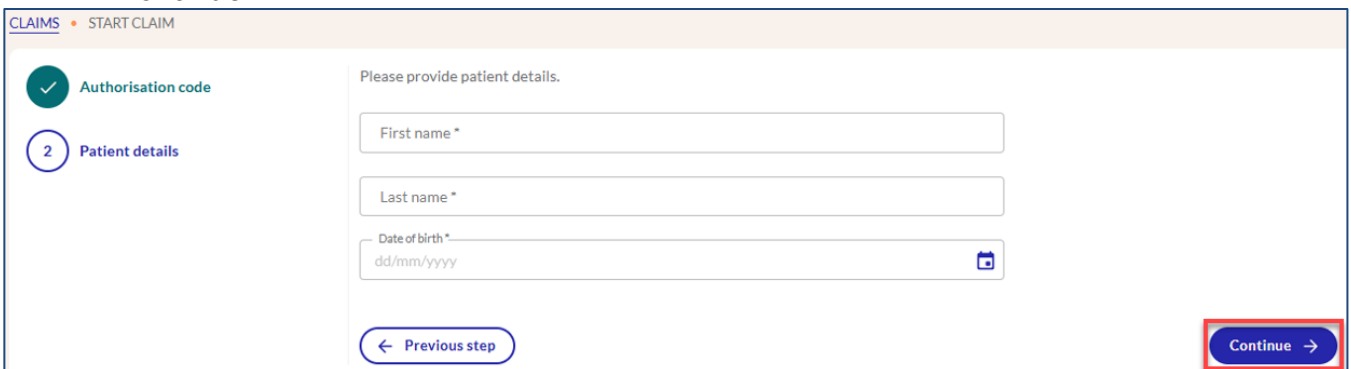 CLAIMS • START CLAIM
Authorisation code
2 Patient details
Please provide patient details.
First name *
Last name *
Date of birth *
dd/mm/yyyy
← Previous step
Continue →